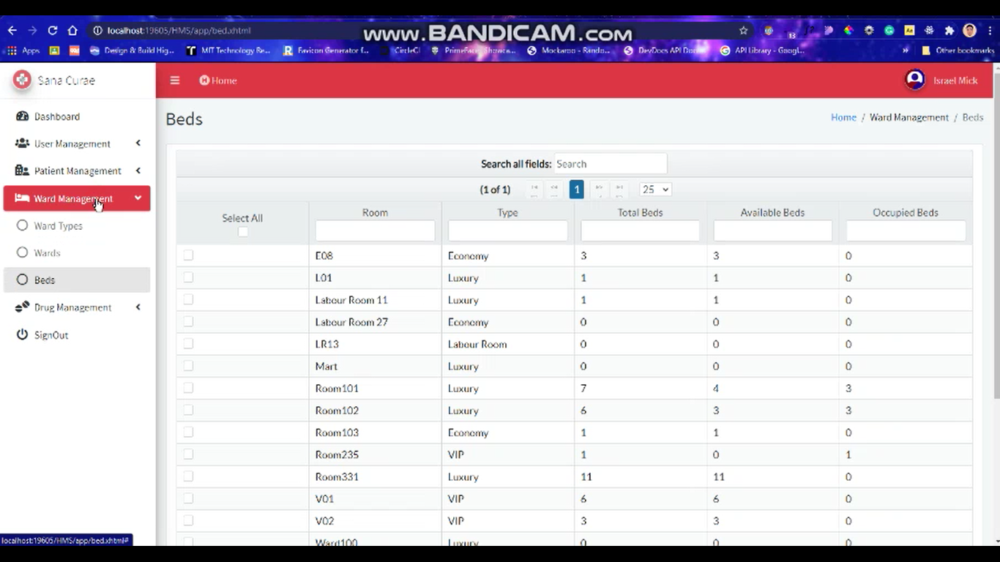 localhost:19605/HMS/app/bed.xhtml
www.BANDICAM.com
13
Apps
Design & Build Hig...
MIT Technology Re...
Favicon Generator f...
CircleCI
PrimeFaces Showca...
Mockaroo - Rando...
DevDocs API Do...
API Library - Googl...
»
Other bookmarks
Sana Curae
Home
Israel Mick
Dashboard
User Management
Patient Management
Ward Management
Ward Types
Wards
Beds
Drug Management
SignOut
Beds
Home / Ward Management / Beds
Search all fields: Search
(1 of 1) 1 25
Select All Room Type Total Beds Available Beds Occupied Beds
E08 Economy 3 3 0
L01 Luxury 1 1 0
Labour Room 11 Luxury 1 1 0
Labour Room 27 Economy 0 0 0
LR13 Labour Room 0 0 0
Mart Luxury 0 0 0
Room101 Luxury 7 4 3
Room102 Luxury 6 3 3
Room103 Economy 1 1 0
Room235 VIP 1 0 1
Room331 Luxury 11 11 0
V01 VIP 6 6 0
V02 VIP 3 3 0
Ward100 Luxury 0 0 0
localhost:19605/HMS/app/bed.xhtml#